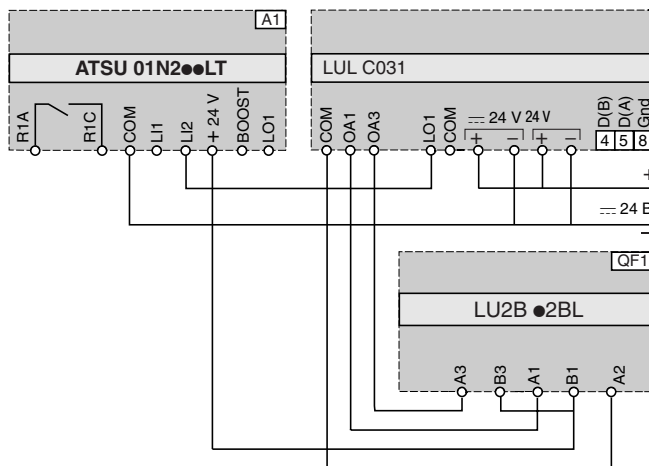 A1
ATSU 01N2●●LT
R1A
R1C
COM
LI1
LI2
+ 24 V
BOOST
LO1
LUL C031
COM
OA1
OA3
LO1
COM
24 V
+
−
24 V
+
−
D(B)
D(A)
Gnd
4 5 8
+
24 B
−
QF1
LU2B ●2BL
A3
B3
A1
B1
A2